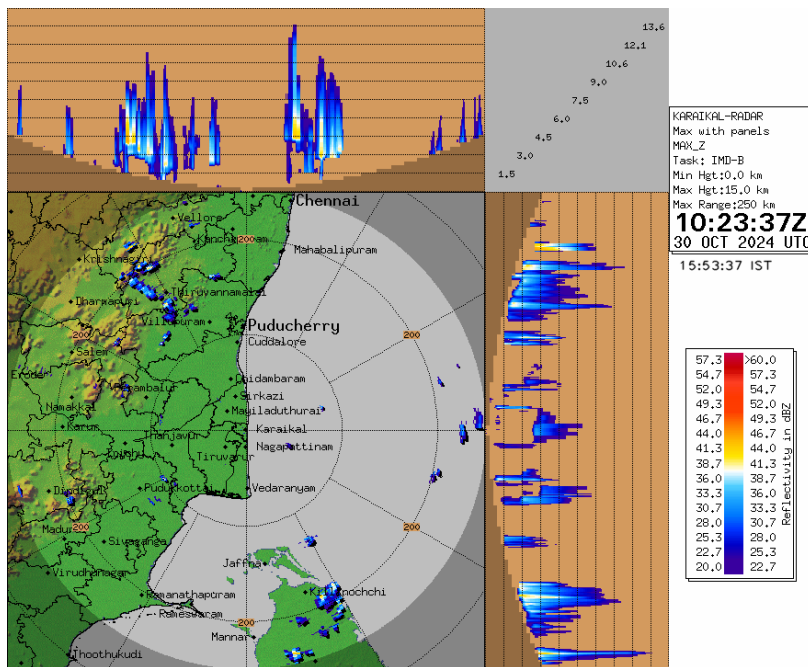 13.6
12.1
10.6
9.0
7.5
6.0
4.5
3.0
1.5
KARAIKAL-RADAR
Max with panels
MAX_Z
Task: IMD-B
Min Hgt:0.0 km
Max Hgt:15.0 km
Max Range:250 km
10:23:37Z
30 OCT 2024 UTC
15:53:37 IST
Chennai
Vellore
200
Mahabalipuram
Krishnagiri
Thiruvannamalai
Dharmapuri
Villupuram
Puducherry
200
200
Cuddalore
Salem
Chidambaram
Perambalur
Sirkazi
Namakkal
Mayiladuthurai
Karur
Karaikal
Thanjavur
Nagapattinam
Tiruvarur
Pudukkottai
Vedaranyam
200
200
Sivaganga
Jaffna
Virudhunagar
Ramanathapuram
Killinochchi
Rameswaram
200
Mannar
Thoothukudi
57.3 >60.0
54.7 57.3
52.0 54.7
49.3 52.0
46.7 49.3
44.0 46.7
41.3 44.0
38.7 41.3
36.0 38.7
33.3 36.0
30.7 33.3
28.0 30.7
25.3 28.0
22.7 25.3
20.0 22.7
Reflectivity in dBZ